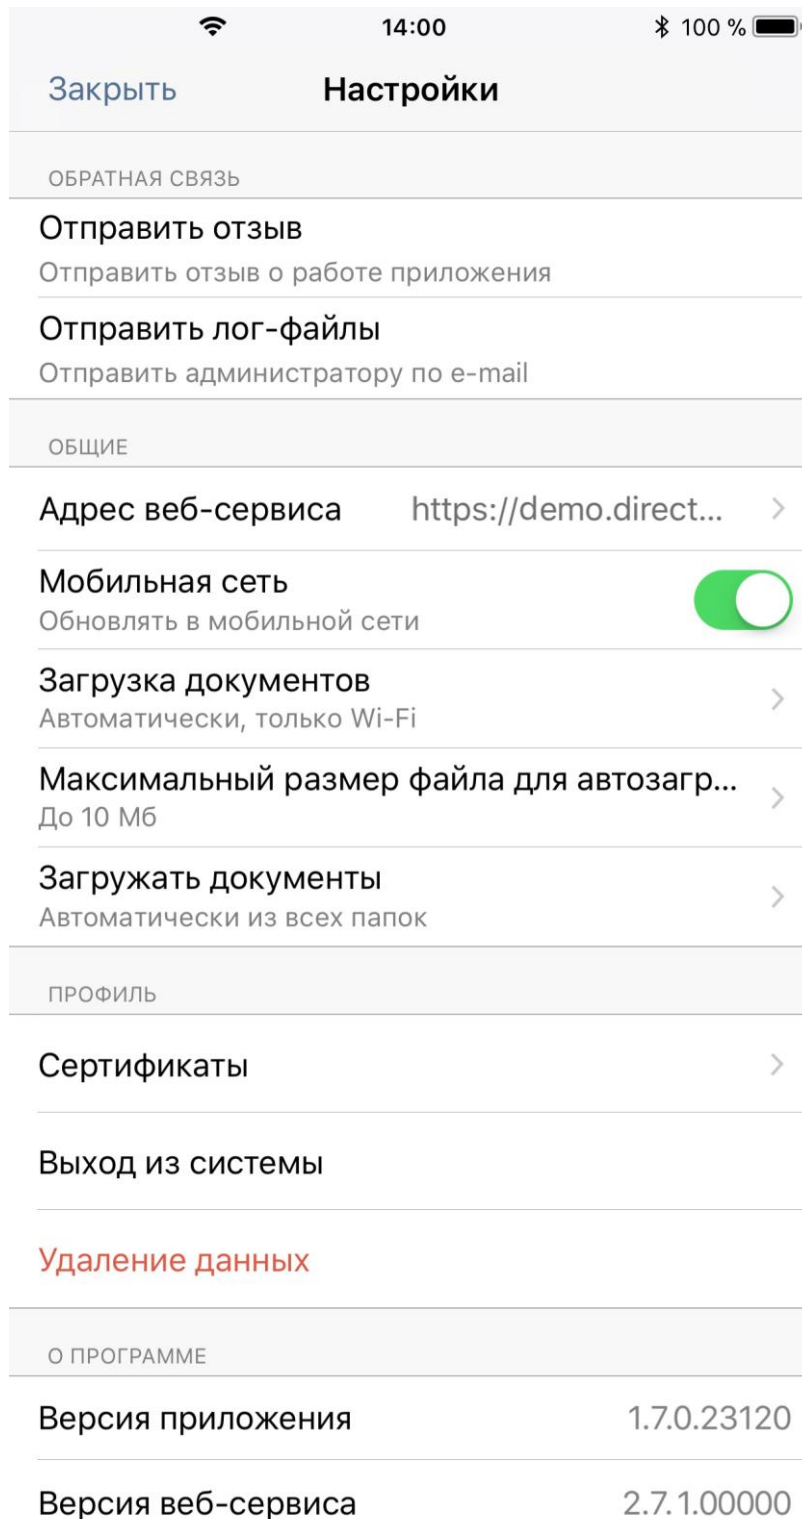 14:00 100 %
Закрыть Настройки
ОБРАТНАЯ СВЯЗЬ
Отправить отзыв
Отправить отзыв о работе приложения
Отправить лог-файлы
Отправить администратору по e-mail
ОБЩИЕ
Адрес веб-сервиса https://demo.direct...
Мобильная сеть
Обновлять в мобильной сети
Загрузка документов
Автоматически, только Wi-Fi
Максимальный размер файла для автозагр...
До 10 Мб
Загружать документы
Автоматически из всех папок
ПРОФИЛЬ
Сертификаты
Выход из системы
Удаление данных
О ПРОГРАММЕ
Версия приложения 1.7.0.23120
Версия веб-сервиса 2.7.1.00000